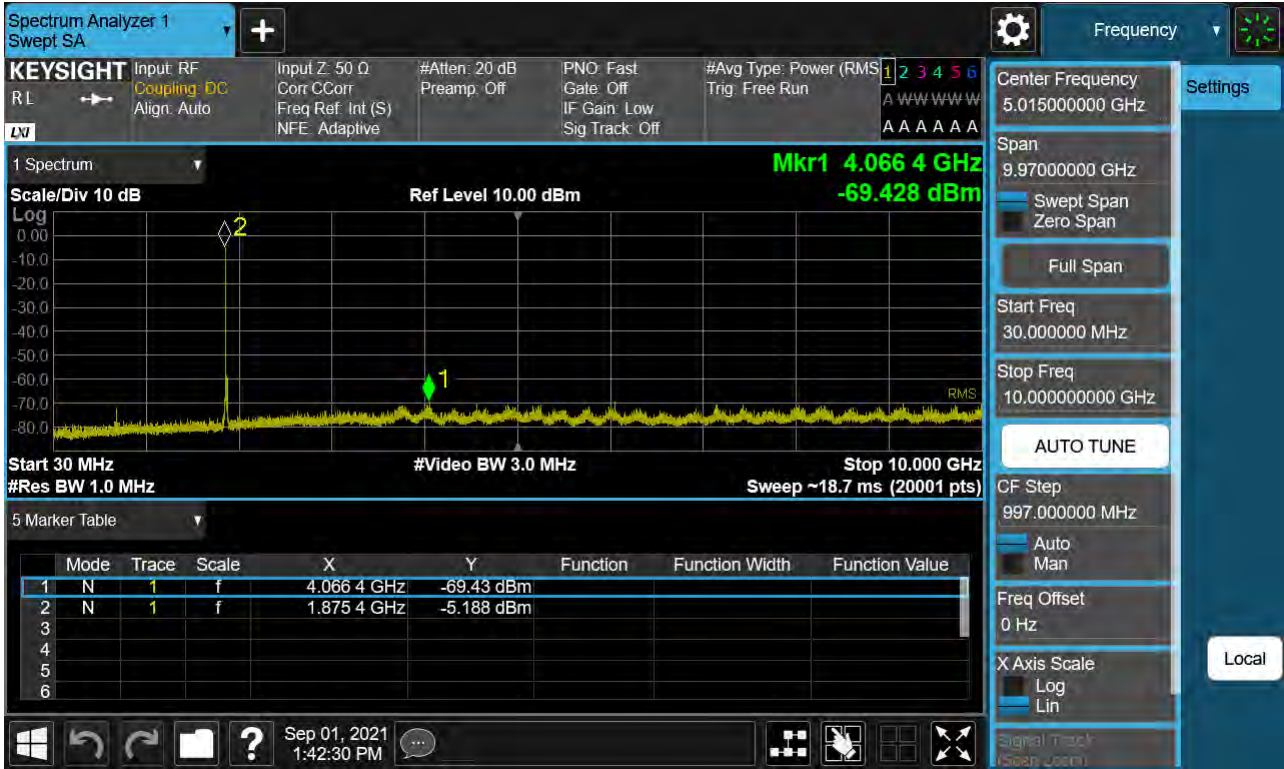 Spectrum Analyzer 1
Swept SA
Frequency
KEYSIGHT
RL
LXI
Input: RF
Coupling: DC
Align: Auto
Input Z: 50 Ω
Corr CCorr
Freq Ref: Int (S)
NFE: Adaptive
#Atten: 20 dB
Preamp: Off
PNO: Fast
Gate: Off
IF Gain: Low
Sig Track: Off
#Avg Type: Power (RMS
Trig: Free Run
1 2 3 4 5 6
A W W W W W
A A A A A A
1 Spectrum
Mkr1 4.066 4 GHz
Scale/Div 10 dB
Ref Level 10.00 dBm
-69.428 dBm
Log
0.00
-10.0
-20.0
-30.0
-40.0
-50.0
-60.0
-70.0
-80.0
2
1
RMS
Start 30 MHz
#Video BW 3.0 MHz
Stop 10.000 GHz
#Res BW 1.0 MHz
Sweep ~18.7 ms (20001 pts)
5 Marker Table
Mode Trace Scale X Y Function Function Width Function Value
1 N 1 f 4.066 4 GHz -69.43 dBm
2 N 1 f 1.875 4 GHz -5.188 dBm
3
4
5
6
Center Frequency
5.015000000 GHz
Settings
Span
9.97000000 GHz
Swept Span
Zero Span
Full Span
Start Freq
30.000000 MHz
Stop Freq
10.000000000 GHz
AUTO TUNE
CF Step
997.000000 MHz
Auto
Man
Freq Offset
0 Hz
X Axis Scale
Log
Lin
Local
Signal Track
(Span Zoom)
Sep 01, 2021
1:42:30 PM